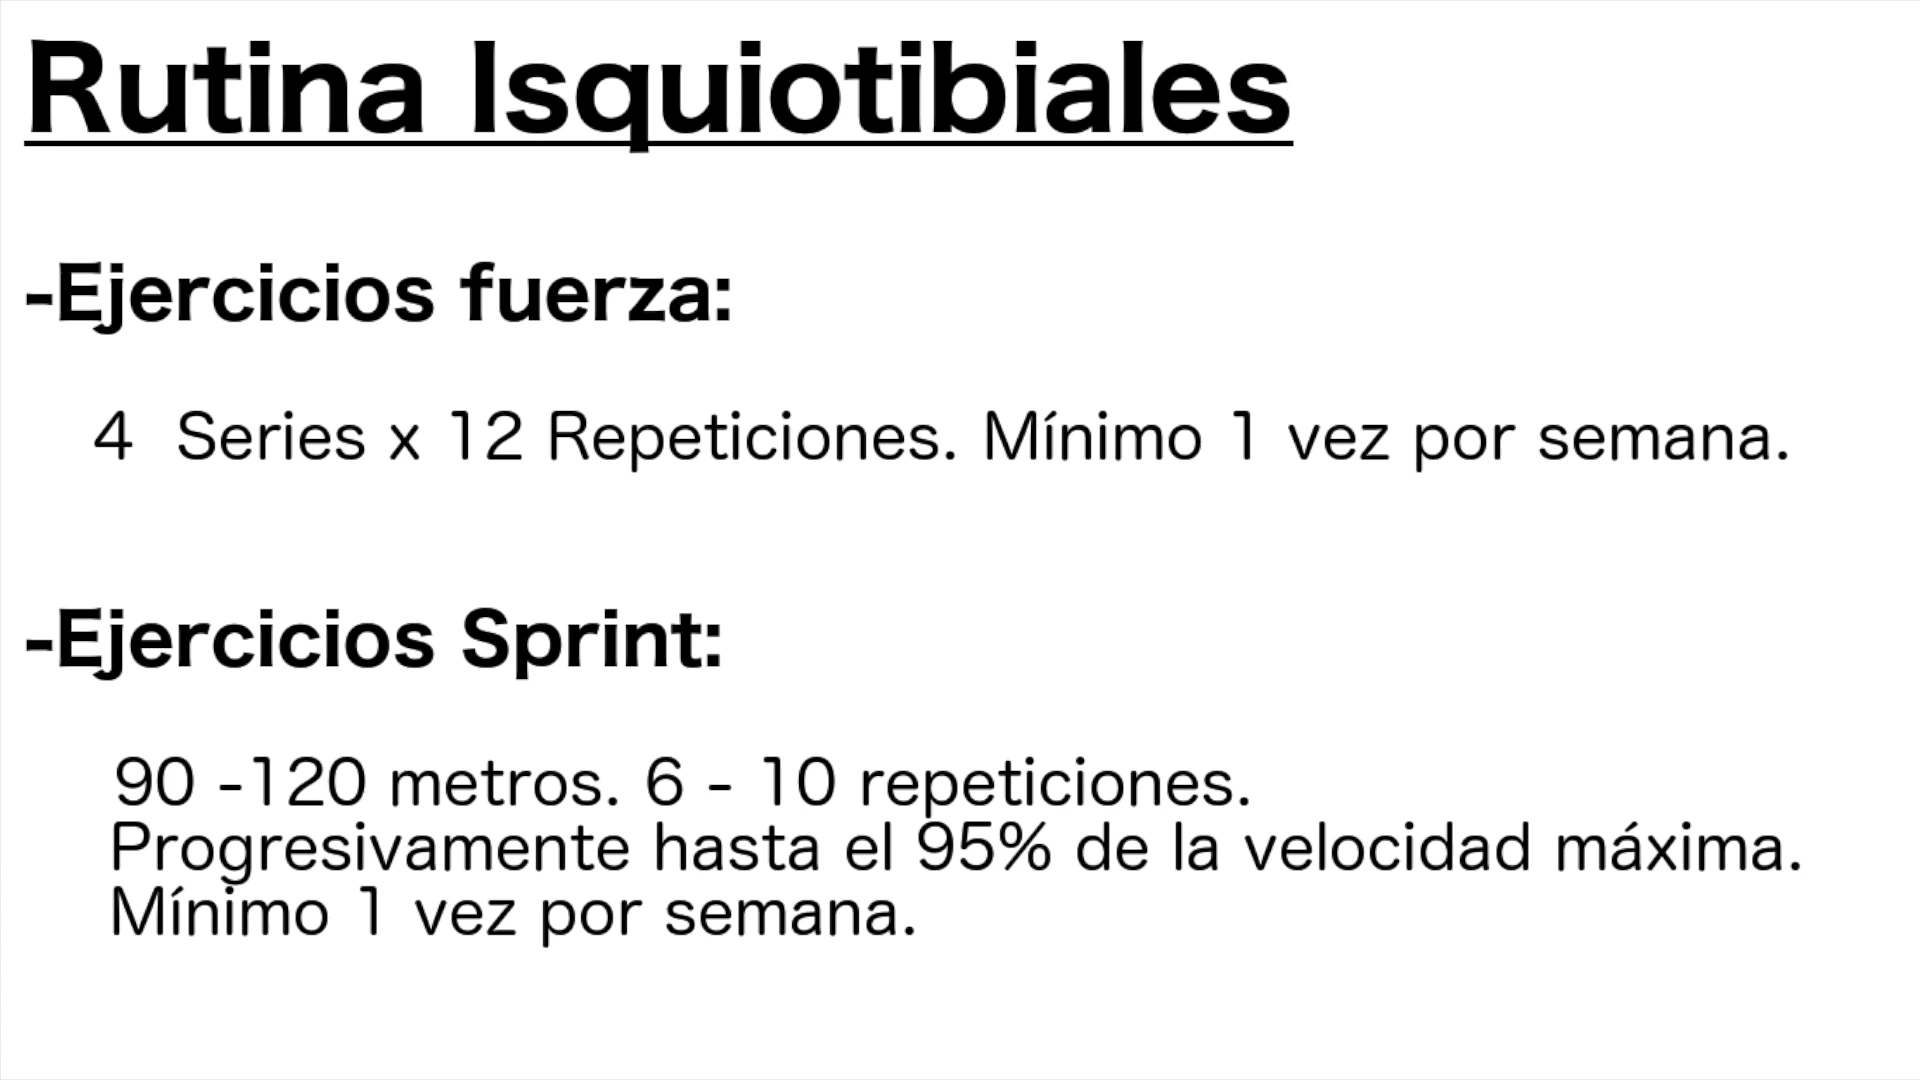 Rutina Isquiotibiales
-Ejercicios fuerza:
4 Series x 12 Repeticiones. Mínimo 1 vez por semana.
-Ejercicios Sprint:
90 -120 metros. 6 - 10 repeticiones.
Progresivamente hasta el 95% de la velocidad máxima.
Mínimo 1 vez por semana.